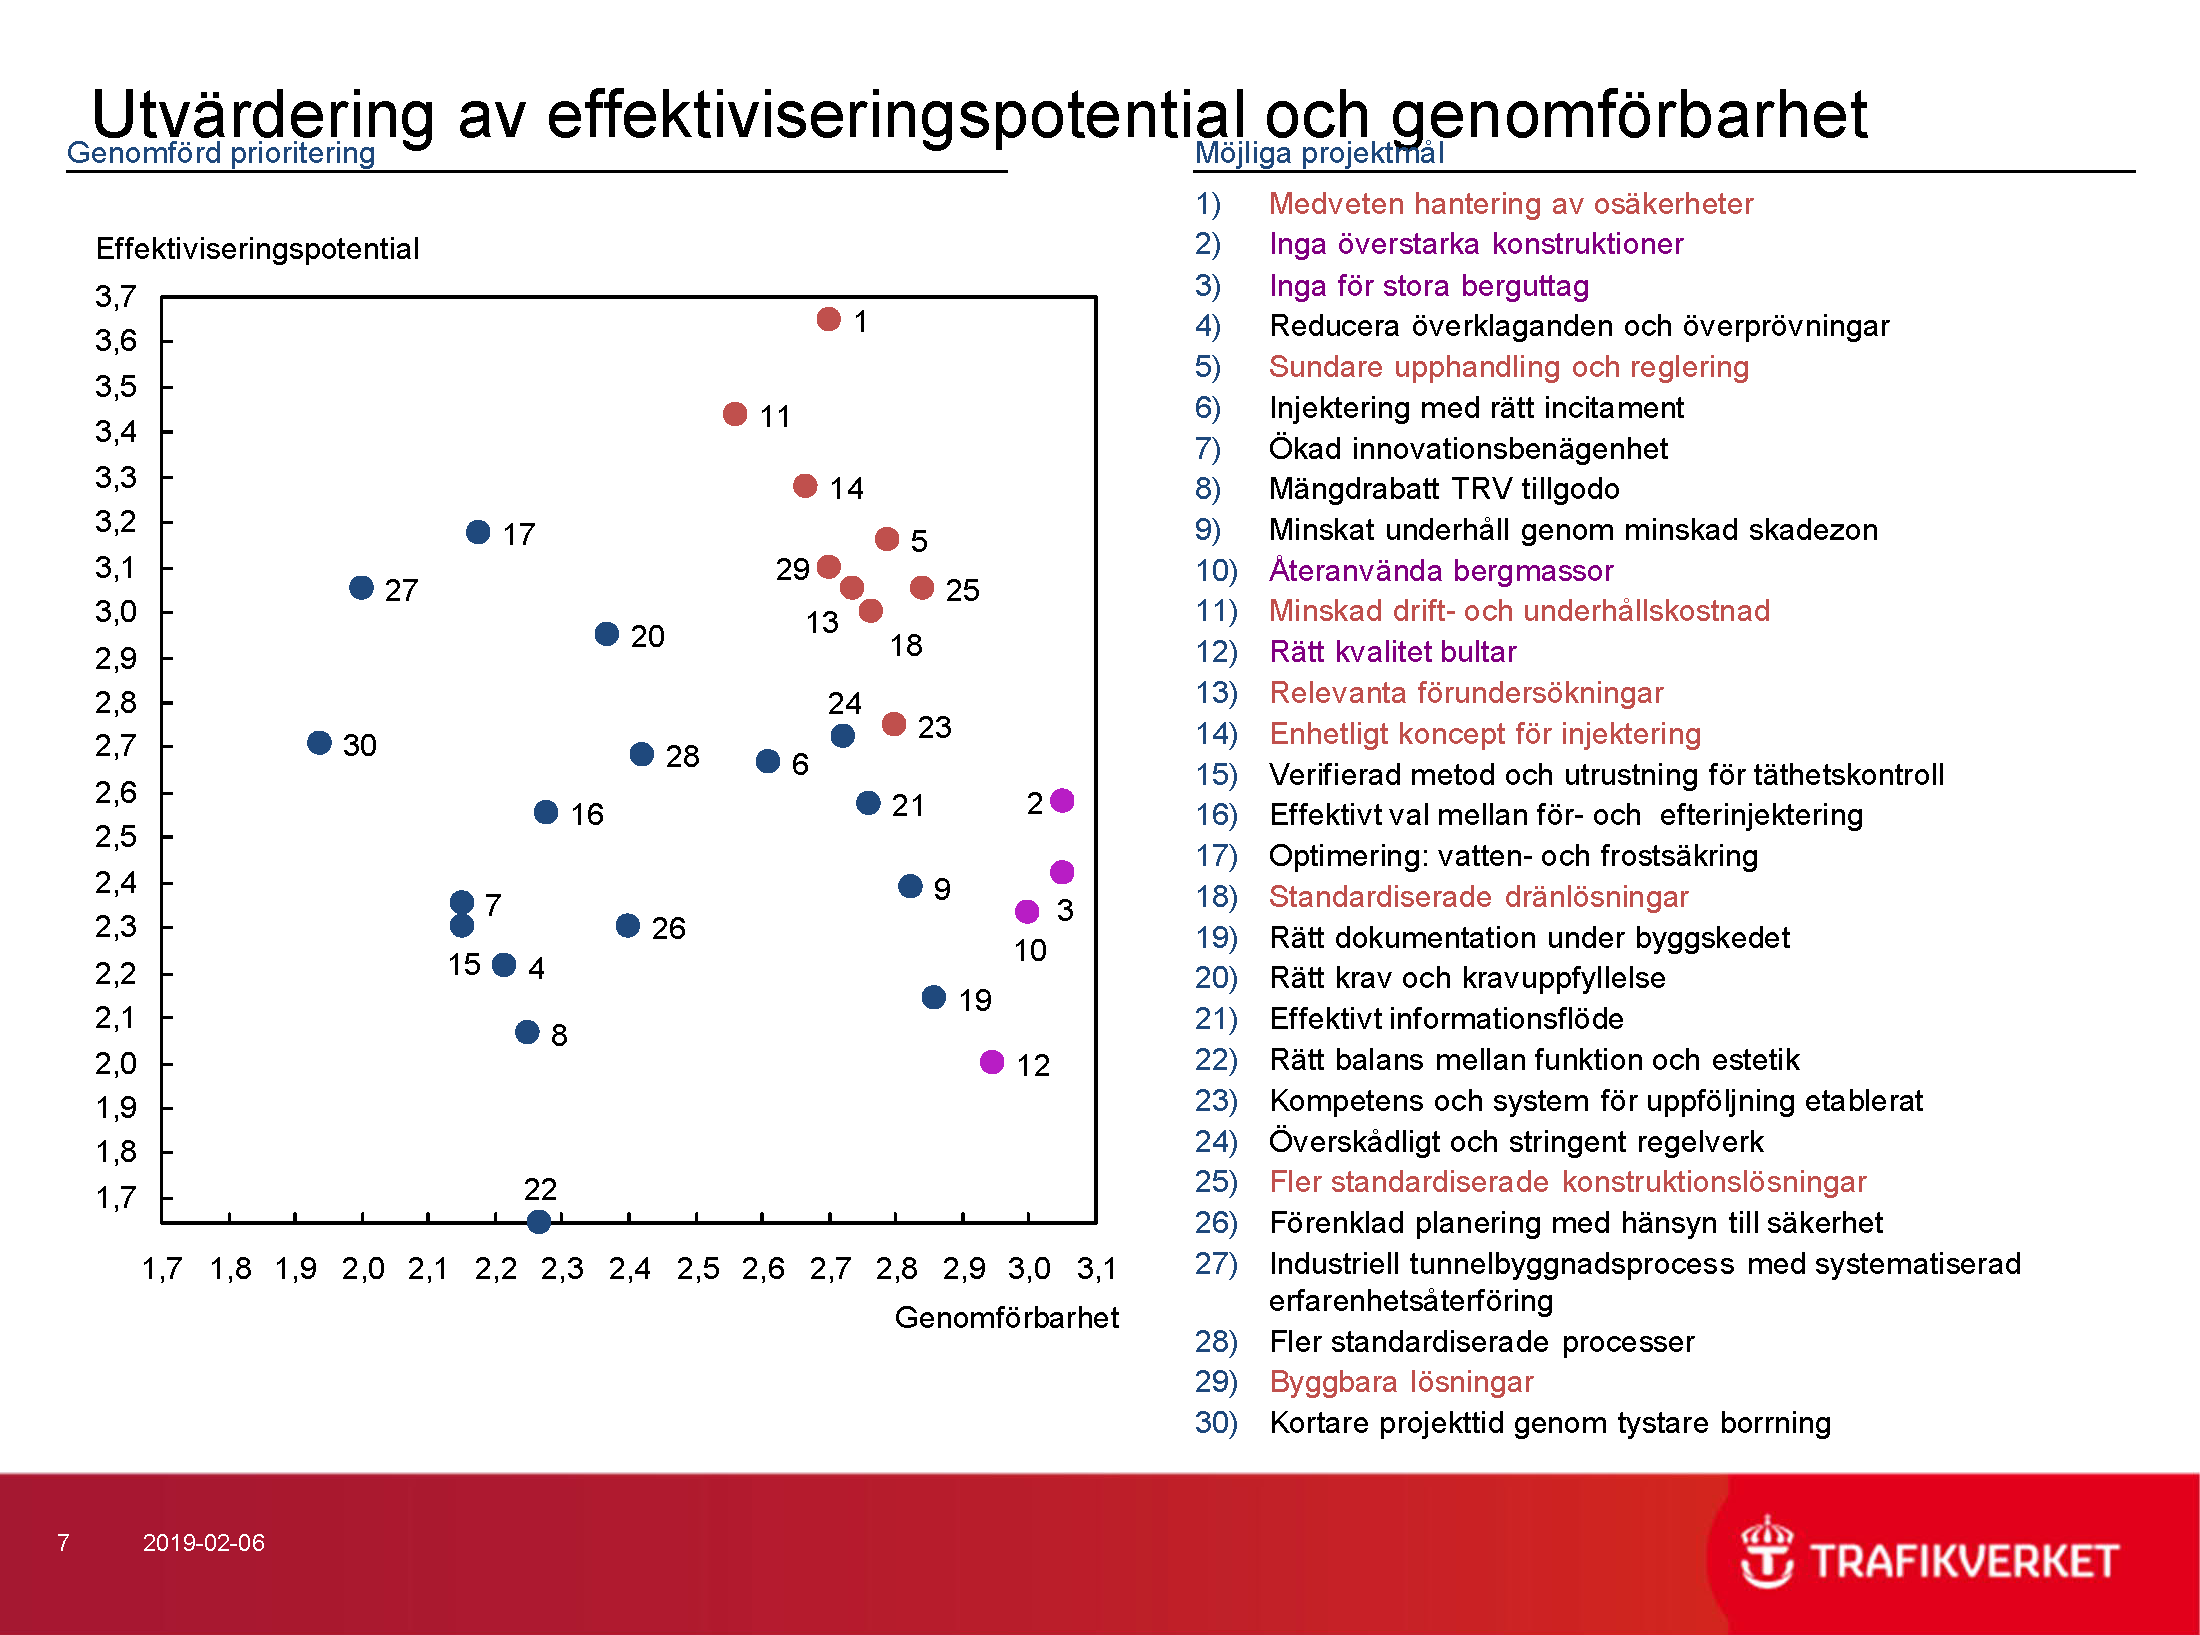 Utvärdering av effektiviseringspotential och genomförbarhet
Genomförd prioritering
Effektiviseringspotential
3,7
3,6
3,5
3,4
3,3
3,2
3,1
3,0
2,9
2,8
2,7
2,6
2,5
2,4
2,3
2,2
2,1
2,0
1,9
1,8
1,7
1
11
14
17
5
29
27
25
13
20
18
24
23
30
28
6
21
2
16
7
9
3
26
10
15
4
19
8
12
22
1,7 1,8 1,9 2,0 2,1 2,2 2,3 2,4 2,5 2,6 2,7 2,8 2,9 3,0 3,1
Genomförbarhet
Möjliga projektmål
1) Medveten hantering av osäkerheter
2) Inga överstarka konstruktioner
3) Inga för stora berguttag
4) Reducera överklaganden och överprövningar
5) Sundare upphandling och reglering
6) Injektering med rätt incitament
7) Ökad innovationsbenägenhet
8) Mängdrabatt TRV tillgodo
9) Minskat underhåll genom minskad skadezon
10) Återanvända bergmassor
11) Minskad drift- och underhållskostnad
12) Rätt kvalitet bultar
13) Relevanta förundersökningar
14) Enhetligt koncept för injektering
15) Verifierad metod och utrustning för täthetskontroll
16) Effektivt val mellan för- och efterinjektering
17) Optimering: vatten- och frostsäkring
18) Standardiserade dränlösningar
19) Rätt dokumentation under byggskedet
20) Rätt krav och kravuppfyllelse
21) Effektivt informationsflöde
22) Rätt balans mellan funktion och estetik
23) Kompetens och system för uppföljning etablerat
24) Överskådligt och stringent regelverk
25) Fler standardiserade konstruktionslösningar
26) Förenklad planering med hänsyn till säkerhet
27) Industriell tunnelbyggnadsprocess med systematiserad
erfarenhetsåterföring
28) Fler standardiserade processer
29) Byggbara lösningar
30) Kortare projekttid genom tystare borrning
7 2019-02-06
TRAFIKVERKET